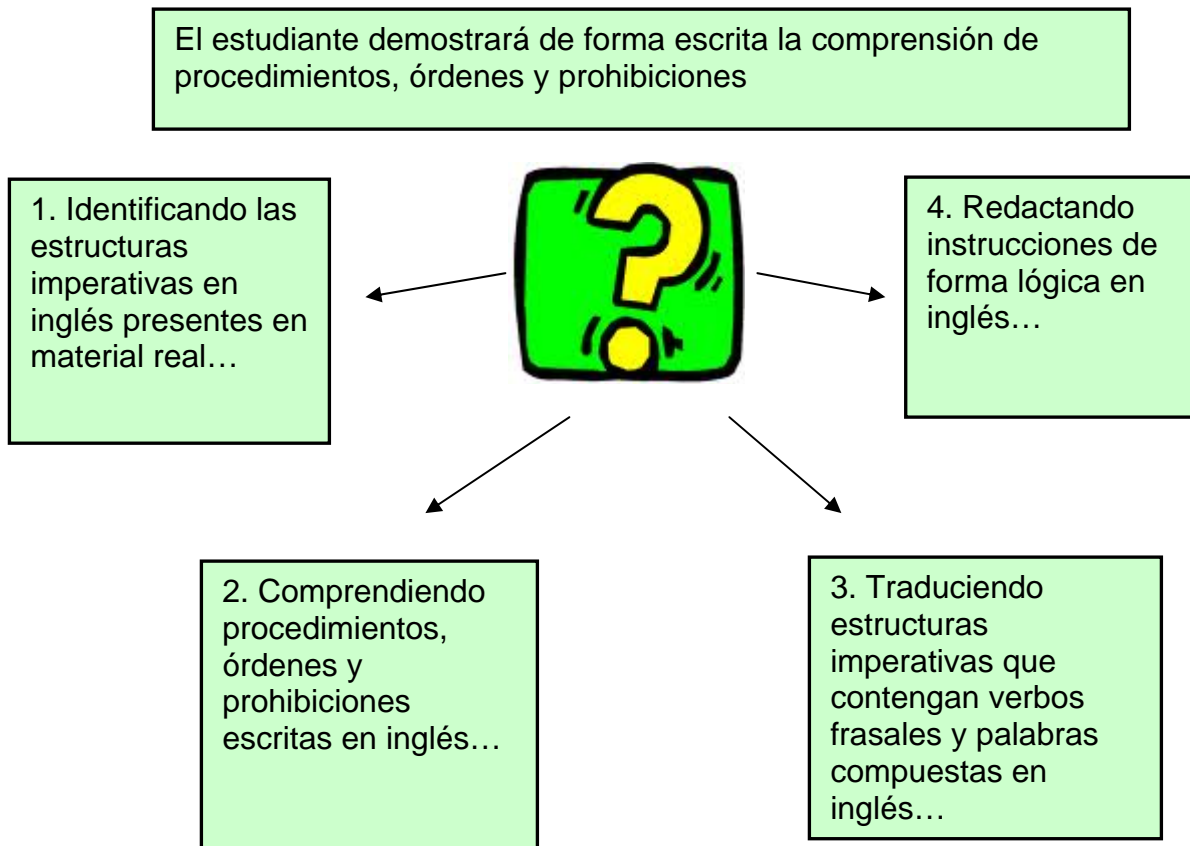 El estudiante demostrará de forma escrita la comprensión de
procedimientos, órdenes y prohibiciones
1. Identificando las
estructuras
imperativas en
inglés presentes en
material real…
2. Comprendiendo
procedimientos,
órdenes y
prohibiciones
escritas en inglés…
3. Traduciendo
estructuras
imperativas que
contengan verbos
frasales y palabras
compuestas en
inglés…
4. Redactando
instrucciones de
forma lógica en
inglés…